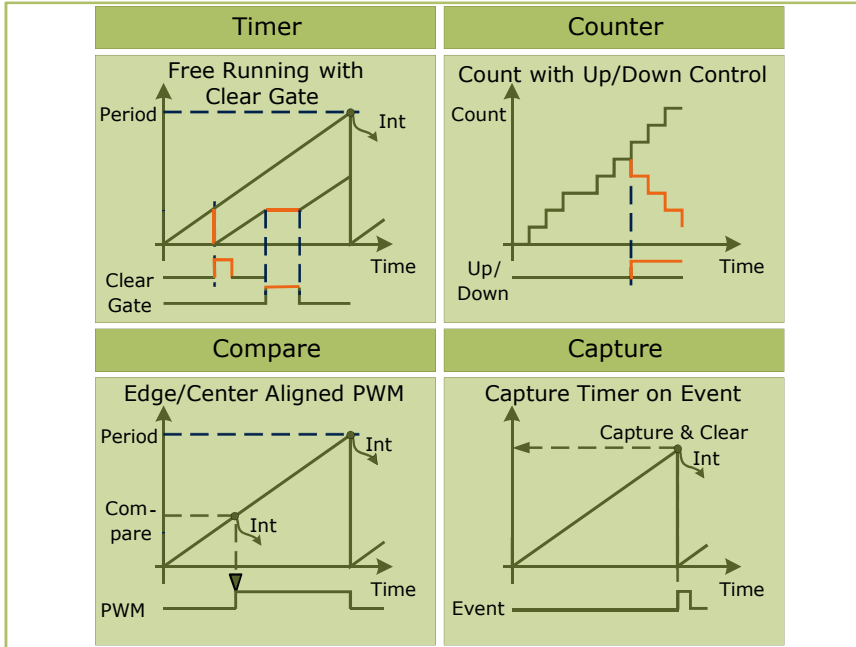 Timer
Free Running with
Clear Gate
Period
Int
Time
Clear
Gate
Counter
Count with Up/Down Control
Count
Time
Up/
Down
Compare
Edge/Center Aligned PWM
Period
Int
Com-
pare
Int
Time
PWM
Capture
Capture Timer on Event
Capture & Clear
Int
Time
Event